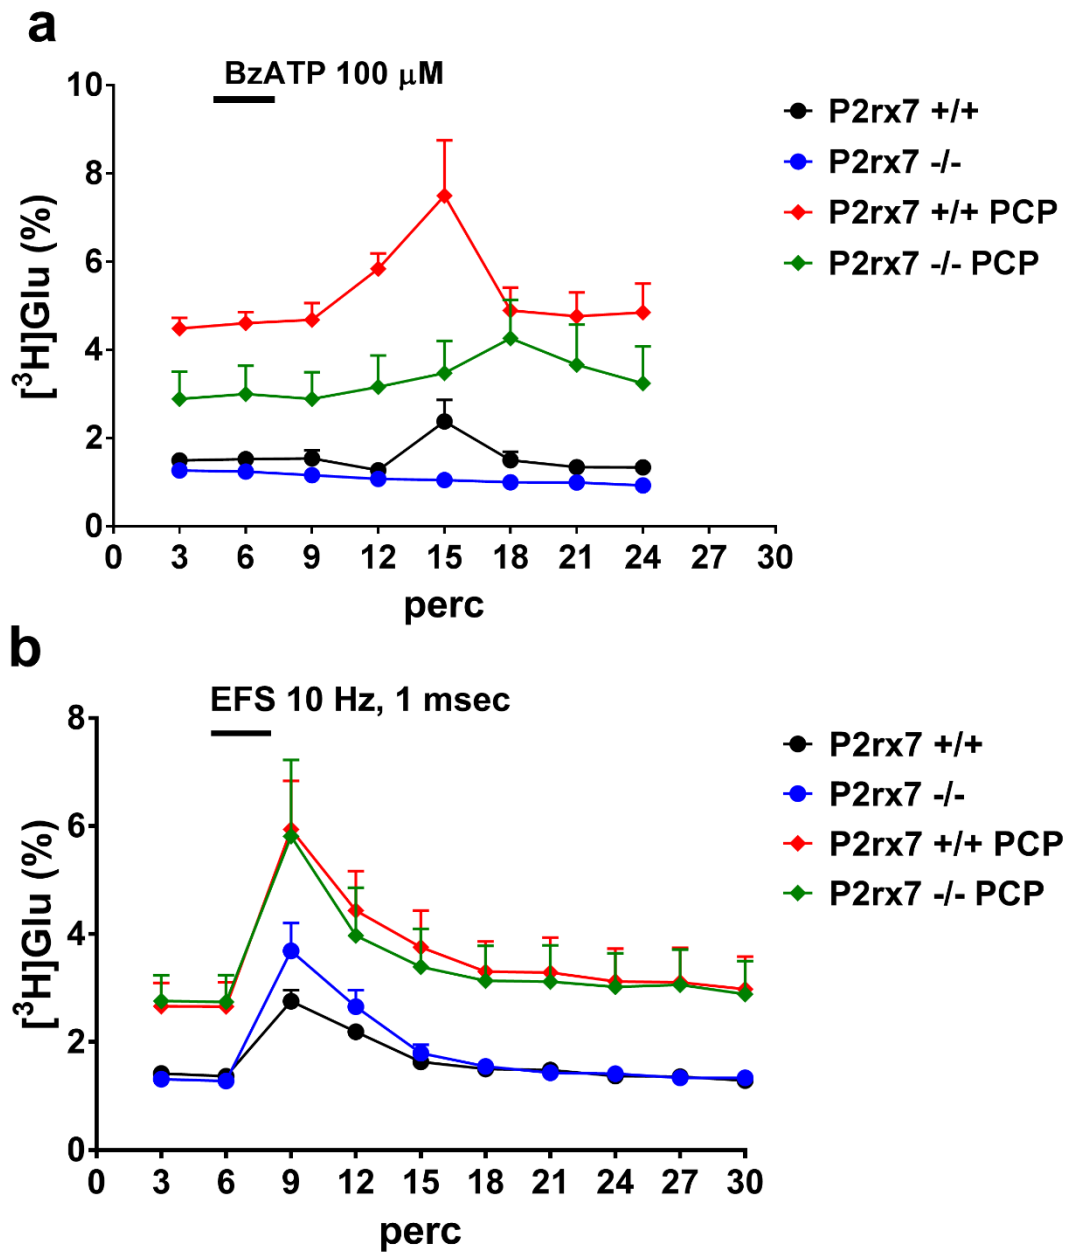 a
BzATP 100 μM
10
8
6
4
2
0
[³H]Glu (%)
0 3 6 9 12 15 18 21 24 27 30
perc
P2rx7 +/+
P2rx7 -/-
P2rx7 +/+ PCP
P2rx7 -/- PCP
b
EFS 10 Hz, 1 msec
8
6
4
2
0
[³H]Glu (%)
0 3 6 9 12 15 18 21 24 27 30
perc
P2rx7 +/+
P2rx7 -/-
P2rx7 +/+ PCP
P2rx7 -/- PCP